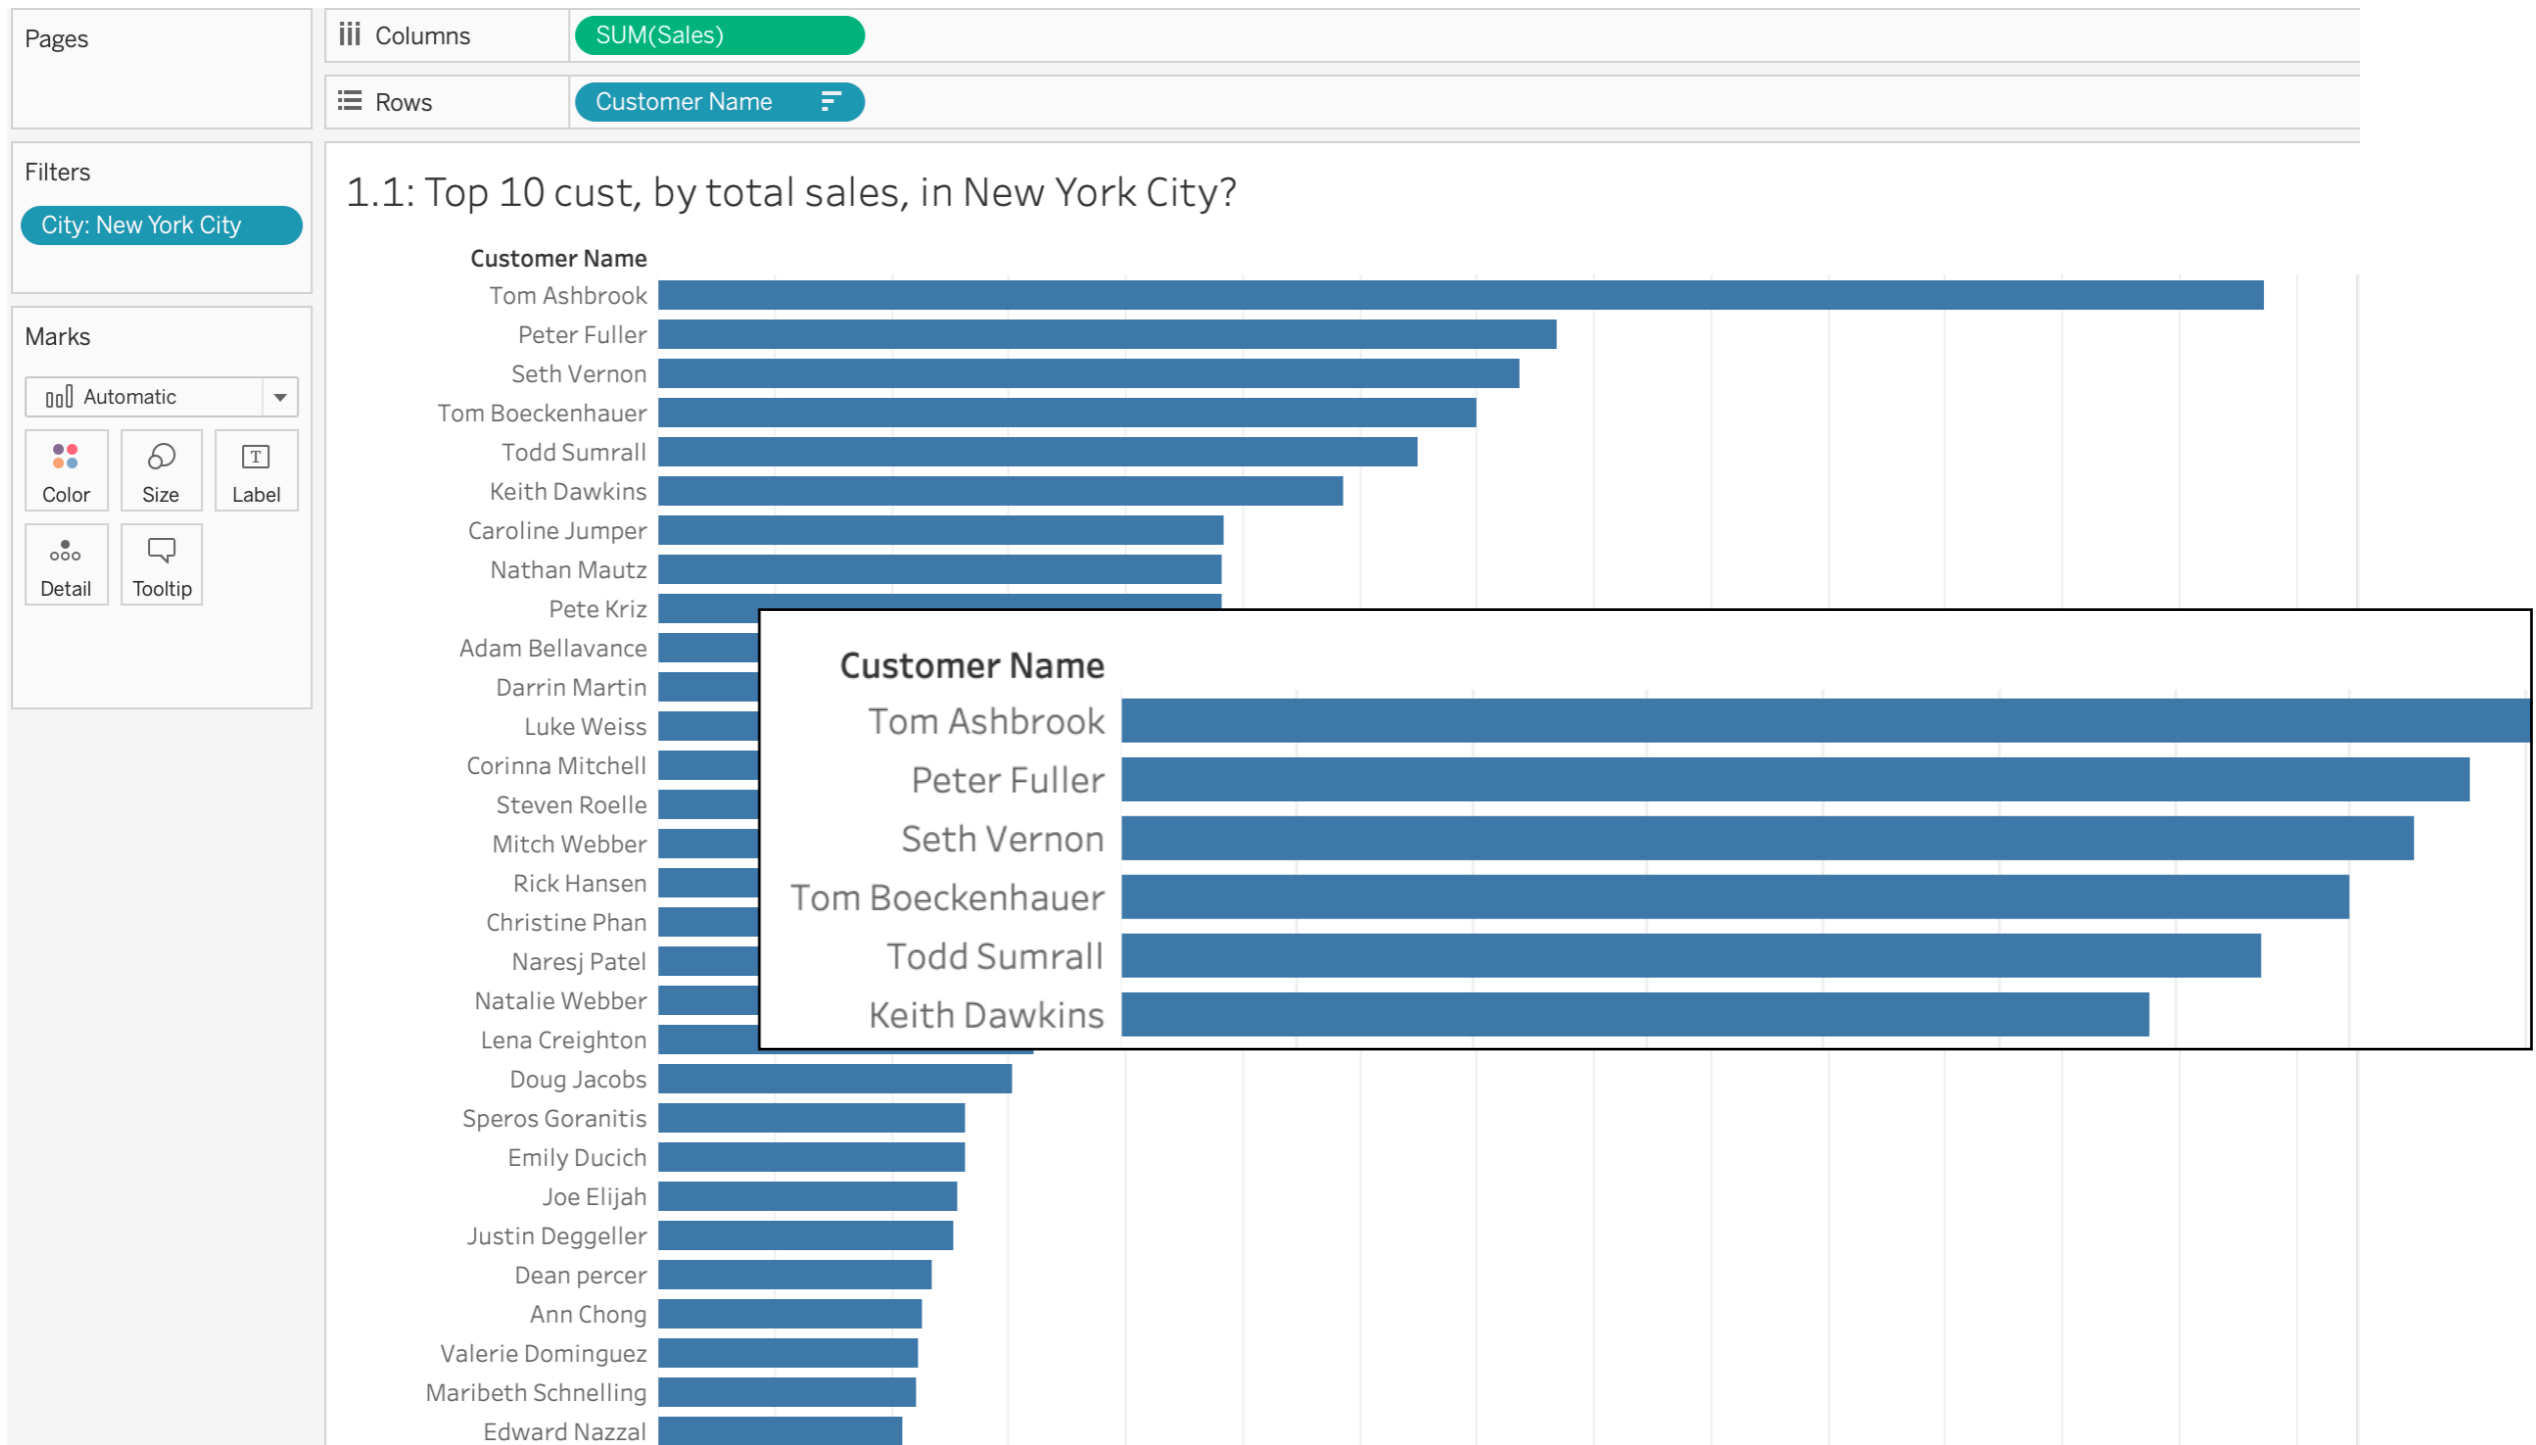 Pages
Columns
SUM(Sales)
Rows
Customer Name
Filters
City: New York City
Marks
Automatic
Color
Size
Label
Detail
Tooltip
1.1: Top 10 cust, by total sales, in New York City?
Customer Name
Tom Ashbrook
Peter Fuller
Seth Vernon
Tom Boeckenhauer
Todd Sumrall
Keith Dawkins
Caroline Jumper
Nathan Mautz
Pete Kriz
Adam Bellavance
Darrin Martin
Luke Weiss
Corinna Mitchell
Steven Roelle
Mitch Webber
Rick Hansen
Christine Phan
Naresj Patel
Natalie Webber
Lena Creighton
Doug Jacobs
Speros Goranitis
Emily Ducich
Joe Elijah
Justin Deggeller
Dean percer
Ann Chong
Valerie Dominguez
Maribeth Schnelling
Edward Nazzal
Customer Name
Tom Ashbrook
Peter Fuller
Seth Vernon
Tom Boeckenhauer
Todd Sumrall
Keith Dawkins